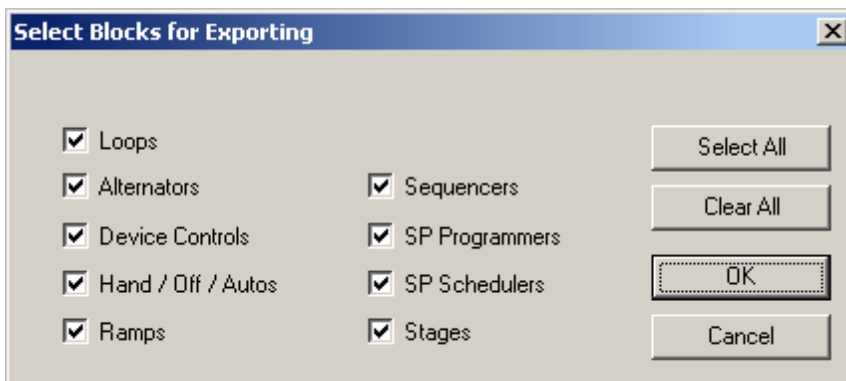 Select Blocks for Exporting
Loops
Select All
Alternators
Sequencers
Clear All
Device Controls
SP Programmers
Hand / Off / Autos
SP Schedulers
OK
Ramps
Stages
Cancel